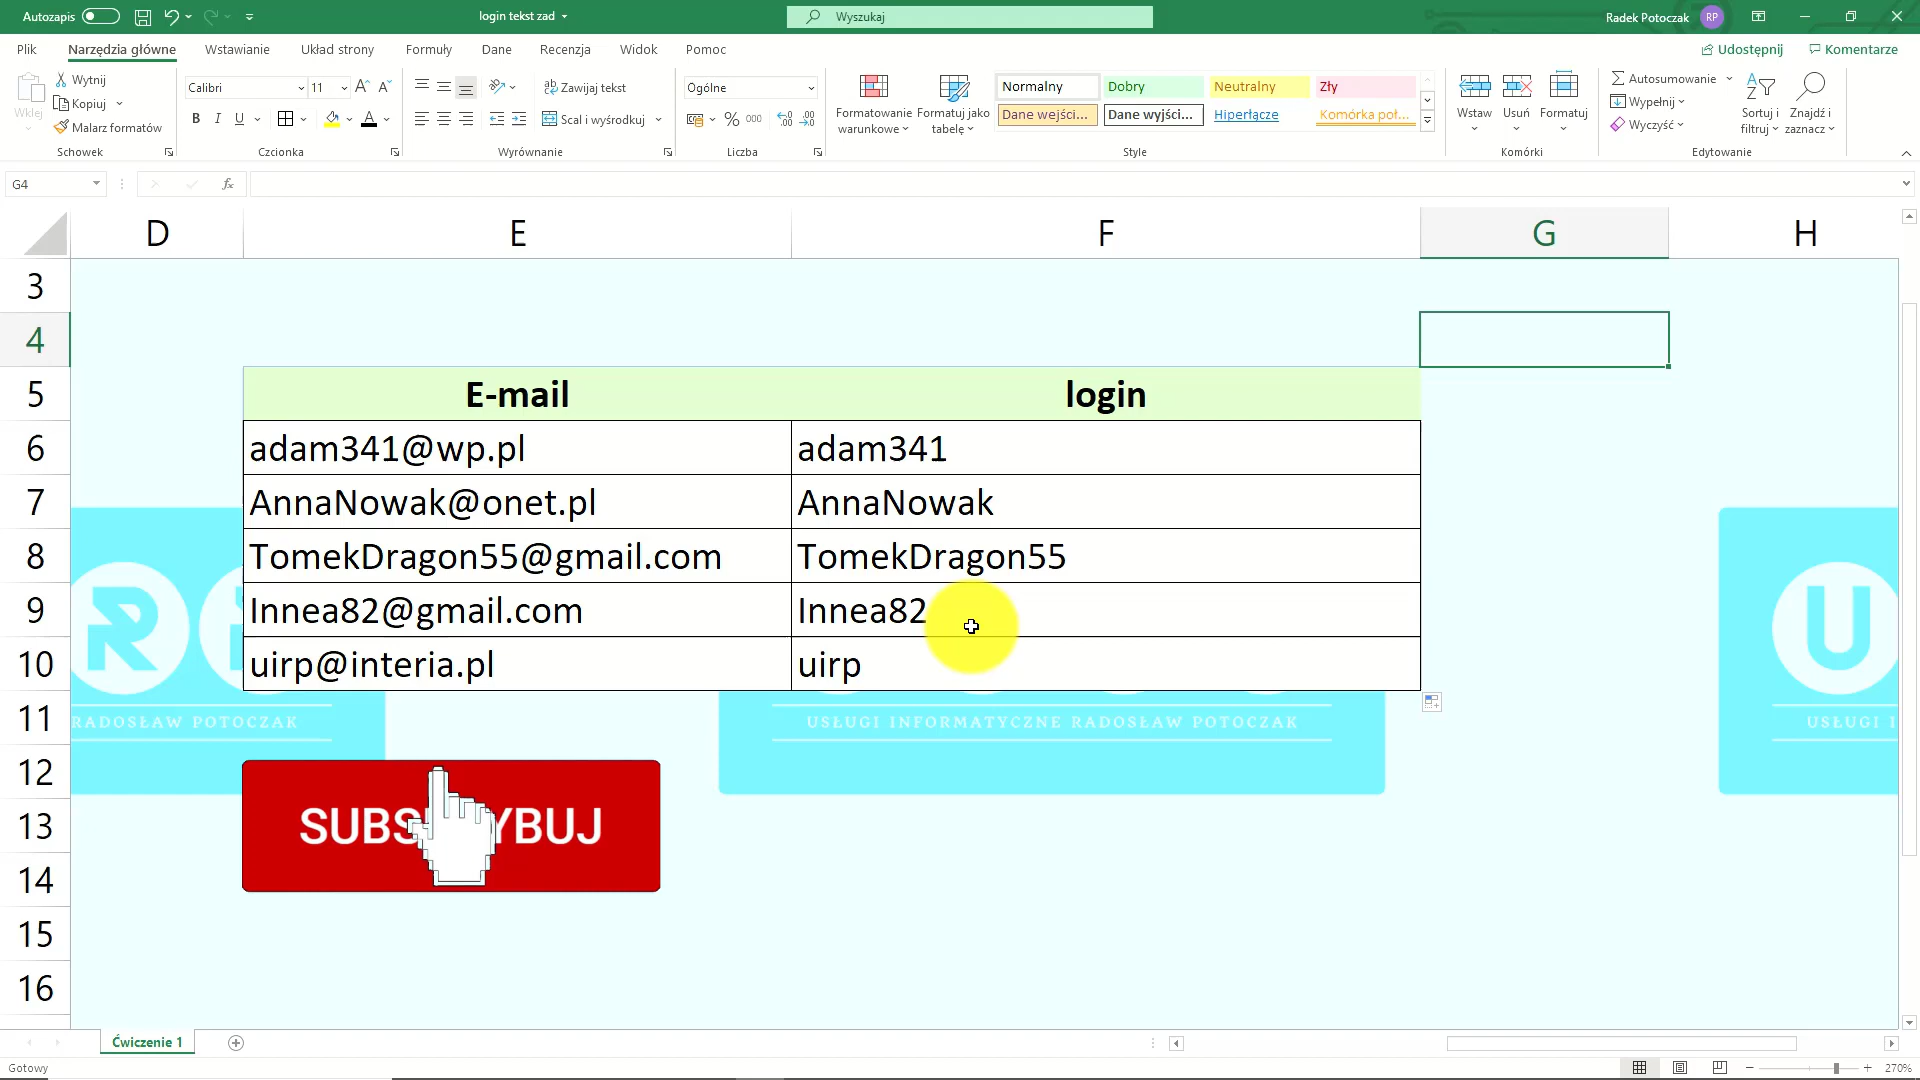 Autozapis
login tekst zad
Wyszukaj
Radek Potoczak RP
Plik Narzędzia główne Wstawianie Układ strony Formuły Dane Recenzja Widok Pomoc Udostępnij Komentarze
Wklej
Wytnij
Kopiuj
Malarz formatów
Schowek
Calibri 11
B I U
Czcionka
Zawijaj tekst
Scal i wyśrodkuj
Wyrównanie
Ogólne
% 000
Liczba
Formatowanie warunkowe
Formatuj jako tabelę
Normalny Dobry Neutralny Zły
Dane wejści... Dane wyjści... Hiperłącze Komórka poł...
Style
Wstaw Usuń Formatuj
Komórki
Autosumowanie
Wypełnij
Wyczyść
Sortuj i filtruj
Znajdź i zaznacz
Edytowanie
G4
fx
D E F G H
3
4
5 E-mail login
6 adam341@wp.pl adam341
7 AnnaNowak@onet.pl AnnaNowak
8 TomekDragon55@gmail.com TomekDragon55
9 Innea82@gmail.com Innea82
10 uirp@interia.pl uirp
11
RADOSŁAW POTOCZAK
USŁUGI INFORMATYCZNE RADOSŁAW POTOCZAK
USŁUGI I
R
U
12
13
14
15
16
Ćwiczenie 1
Gotowy
270%